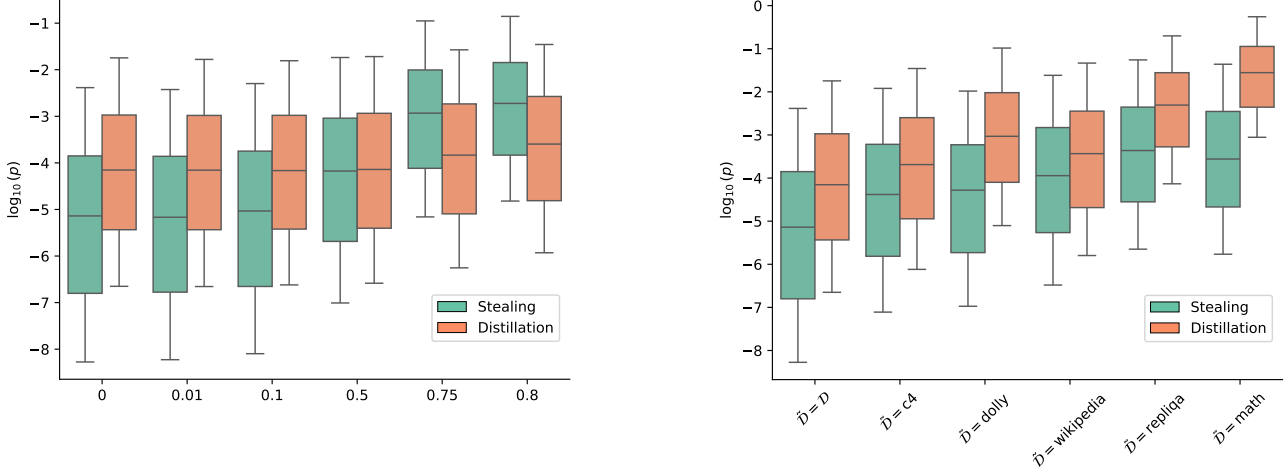 −1
−2
−3
−4
−5
−6
−7
−8
log₁₀(p)
0
0.01
0.1
0.5
0.75
0.8
Stealing
Distillation
0
−1
−2
−3
−4
−5
−6
−7
−8
log₁₀(p)
𝒟̃ = 𝒟
𝒟̃ = c4
𝒟̃ = dolly
𝒟̃ = wikipedia
𝒟̃ = repliqa
𝒟̃ = math
Stealing
Distillation